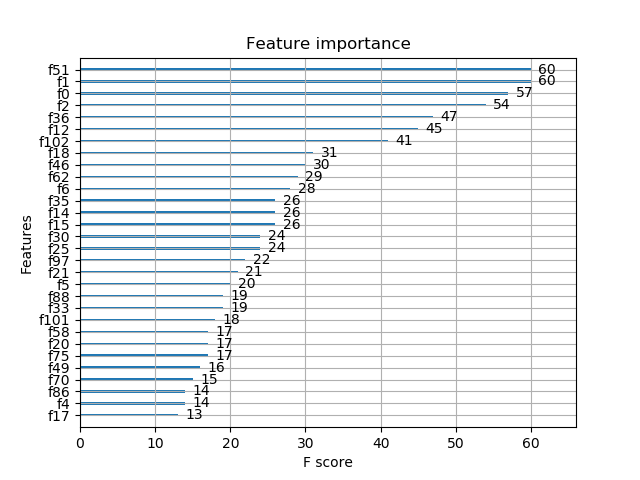 Feature importance
f51 60
f1 60
f0 57
f2 54
f36 47
f12 45
f102 41
f18 31
f46 30
f62 29
f6 28
f35 26
f14 26
f15 26
f30 24
f25 24
f97 22
f21 21
f5 20
f88 19
f33 19
f101 18
f58 17
f20 17
f75 17
f49 16
f70 15
f86 14
f4 14
f17 13
Features
0 10 20 30 40 50 60
F score